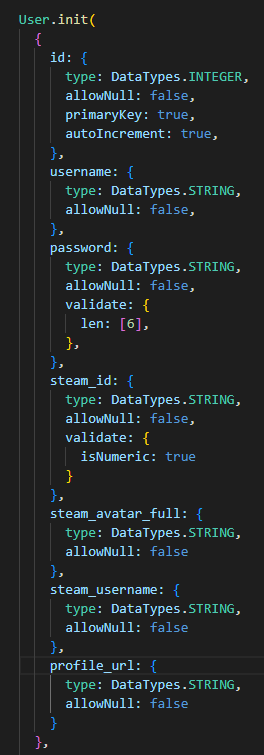 User.init(
  {
    id: {
      type: DataTypes.INTEGER,
      allowNull: false,
      primaryKey: true,
      autoIncrement: true,
    },
    username: {
      type: DataTypes.STRING,
      allowNull: false,
    },
    password: {
      type: DataTypes.STRING,
      allowNull: false,
      validate: {
        len: [6],
      },
    },
    steam_id: {
      type: DataTypes.STRING,
      allowNull: false,
      validate: {
        isNumeric: true
      }
    },
    steam_avatar_full: {
      type: DataTypes.STRING,
      allowNull: false
    },
    steam_username: {
      type: DataTypes.STRING,
      allowNull: false
    },
    profile_url: {
      type: DataTypes.STRING,
      allowNull: false
    }
  },